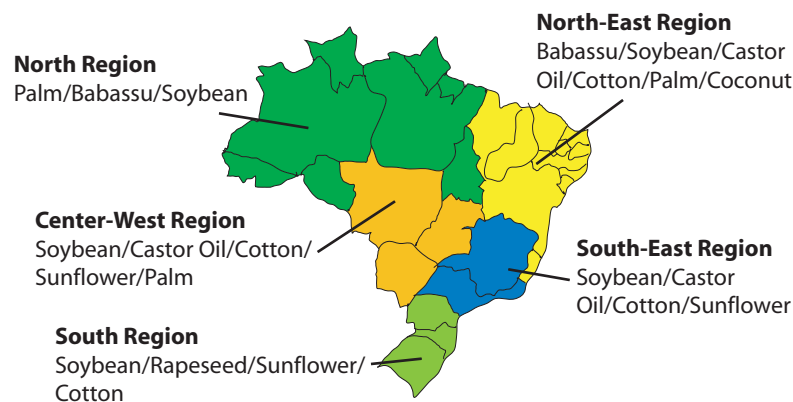 North-East Region
Babassu/Soybean/Castor
Oil/Cotton/Palm/Coconut
North Region
Palm/Babassu/Soybean
Center-West Region
Soybean/Castor Oil/Cotton/
Sunflower/Palm
South-East Region
Soybean/Castor
Oil/Cotton/Sunflower
South Region
Soybean/Rapeseed/Sunflower/
Cotton